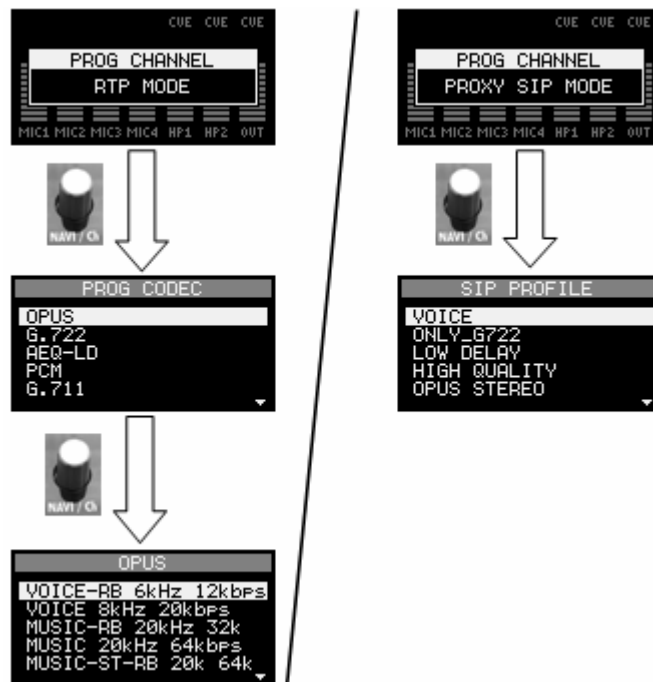 CUE CUE CUE
PROG CHANNEL
RTP MODE
MIC1 MIC2 MIC3 MIC4 HP1 HP2 OUT
NAVI / Ch
PROG CODEC
OPUS
G.722
AEQ-LD
PCM
G.711
NAVI / Ch
OPUS
VOICE-RB 6kHz 12kbps
VOICE 8kHz 20kbps
MUSIC-RB 20kHz 32k
MUSIC 20kHz 64kbps
MUSIC-ST-RB 20k 64k
CUE CUE CUE
PROG CHANNEL
PROXY SIP MODE
MIC1 MIC2 MIC3 MIC4 HP1 HP2 OUT
NAVI / Ch
SIP PROFILE
VOICE
ONLY_G722
LOW DELAY
HIGH QUALITY
OPUS STEREO